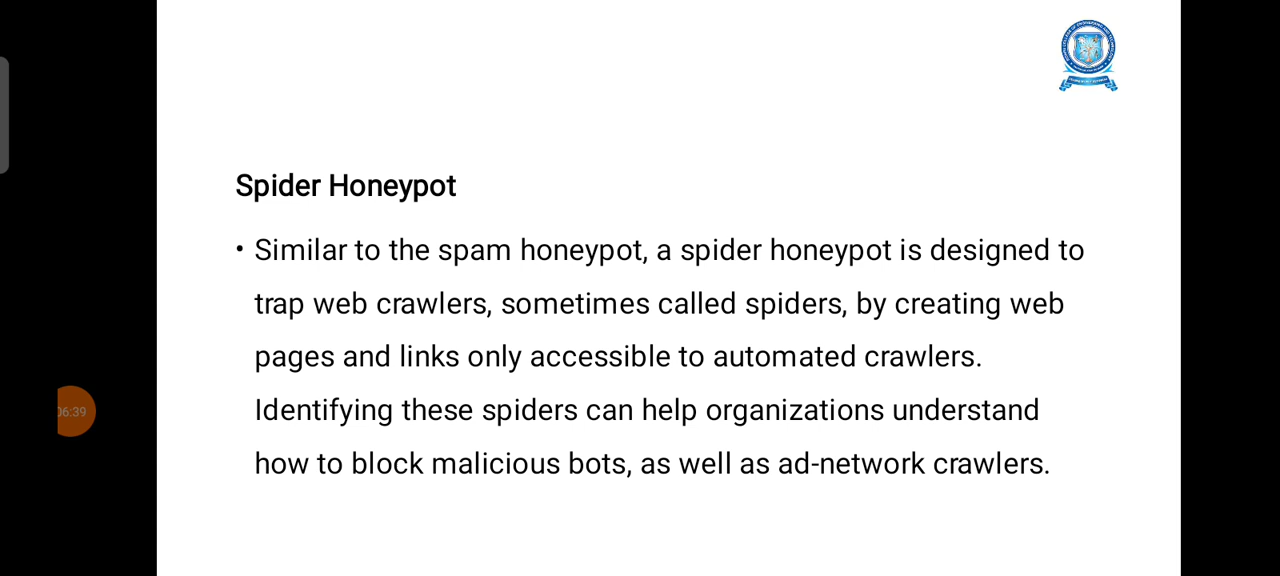 Spider Honeypot
• Similar to the spam honeypot, a spider honeypot is designed to
trap web crawlers, sometimes called spiders, by creating web
pages and links only accessible to automated crawlers.
Identifying these spiders can help organizations understand
how to block malicious bots, as well as ad-network crawlers.
06:39